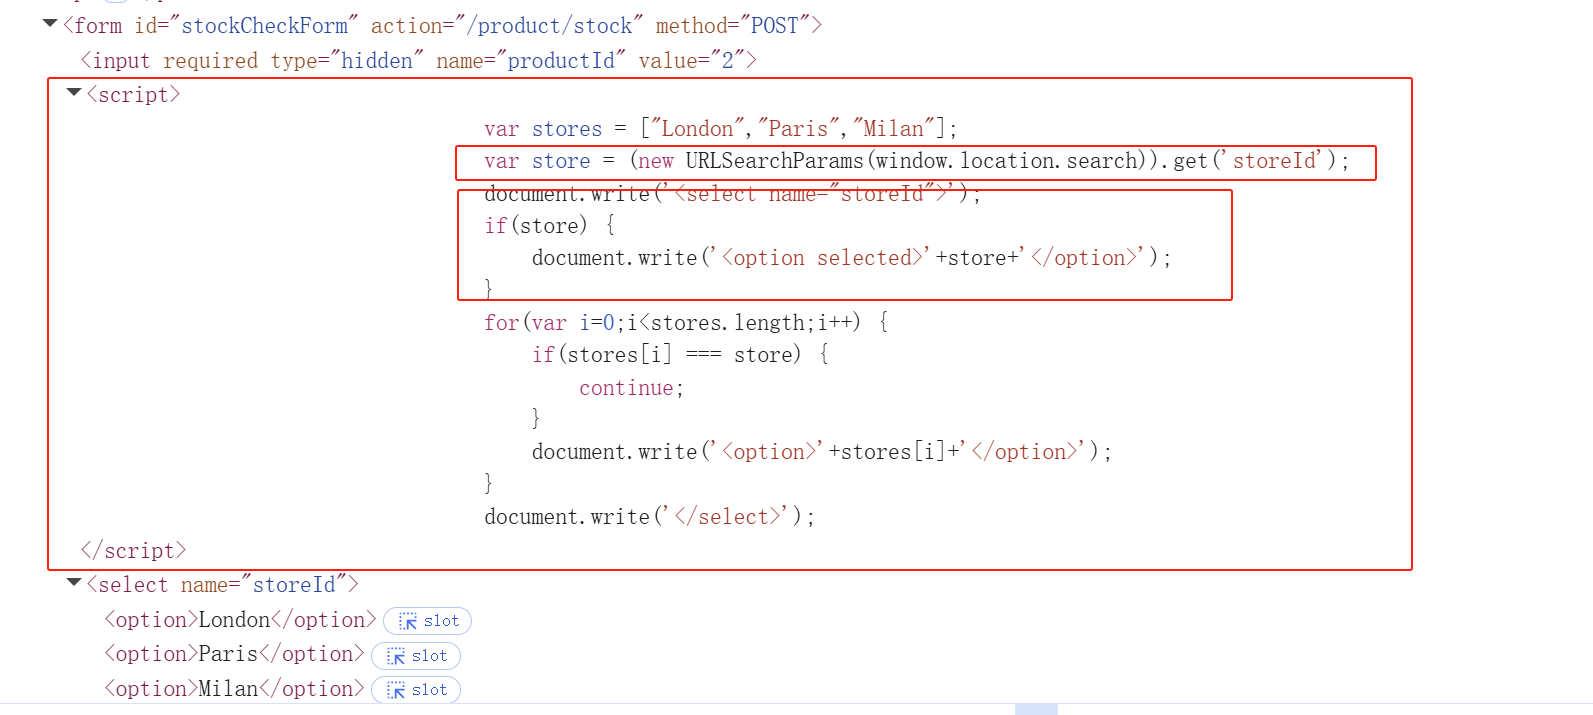 <form id="stockCheckForm" action="/product/stock" method="POST">
<input required type="hidden" name="productId" value="2">
<script>
var stores = ["London","Paris","Milan"];
var store = (new URLSearchParams(window.location.search)).get('storeId');
document.write('<select name="storeId">');
if(store) {
document.write('<option selected>'+store+'</option>');
}
for(var i=0;i<stores.length;i++) {
if(stores[i] === store) {
continue;
}
document.write('<option>'+stores[i]+'</option>');
}
document.write('</select>');
</script>
<select name="storeId">
<option>London</option> slot
<option>Paris</option> slot
<option>Milan</option> slot